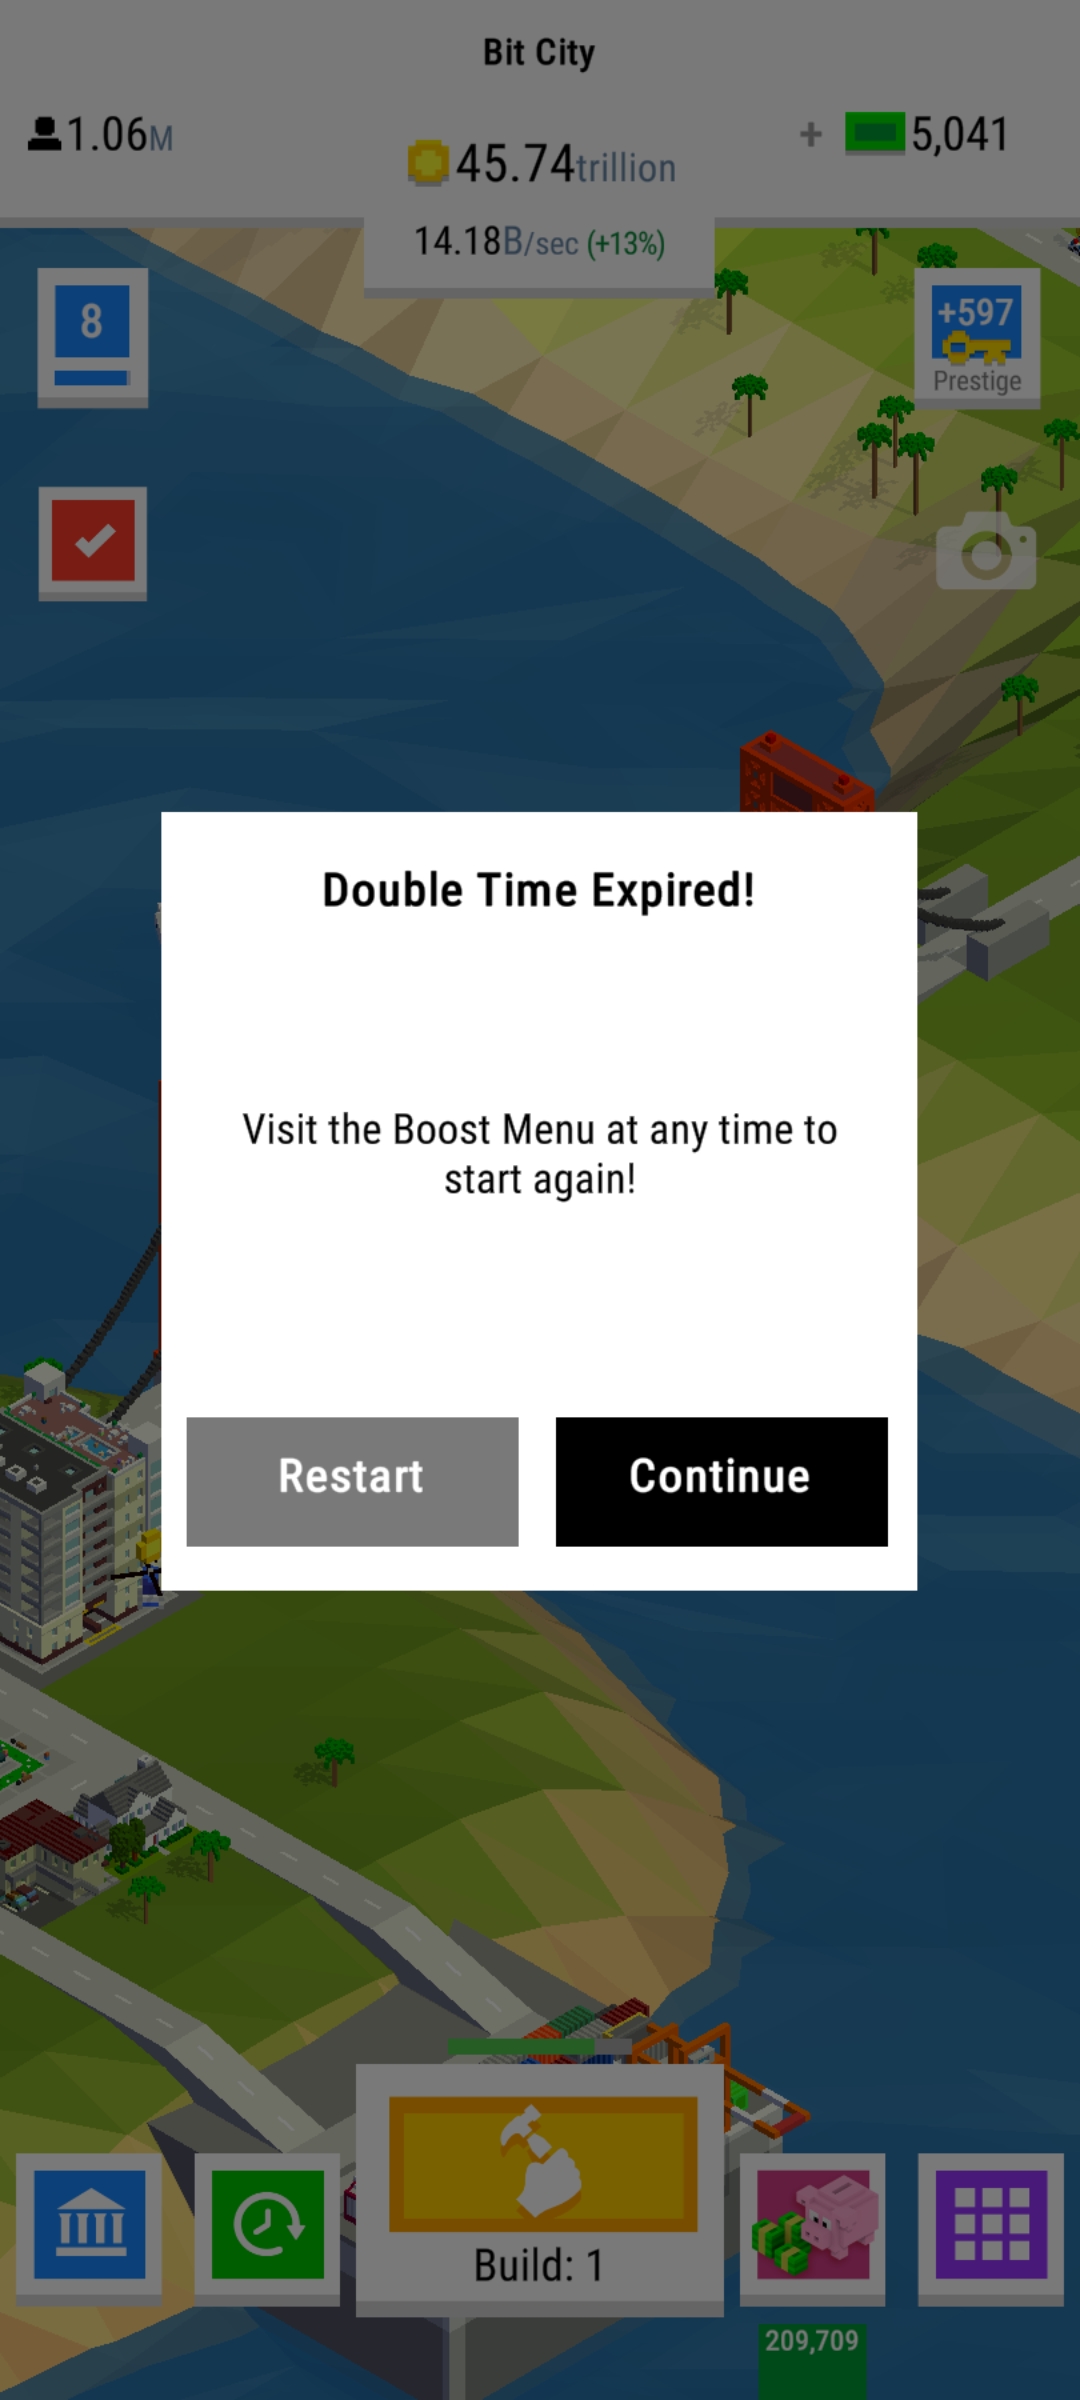 Bit City
1.06M
45.74trillion
+ 5,041
14.18B/sec (+13%)
8
+597
Prestige
Double Time Expired!
Visit the Boost Menu at any time to
start again!
Restart
Continue
Build: 1
209,709